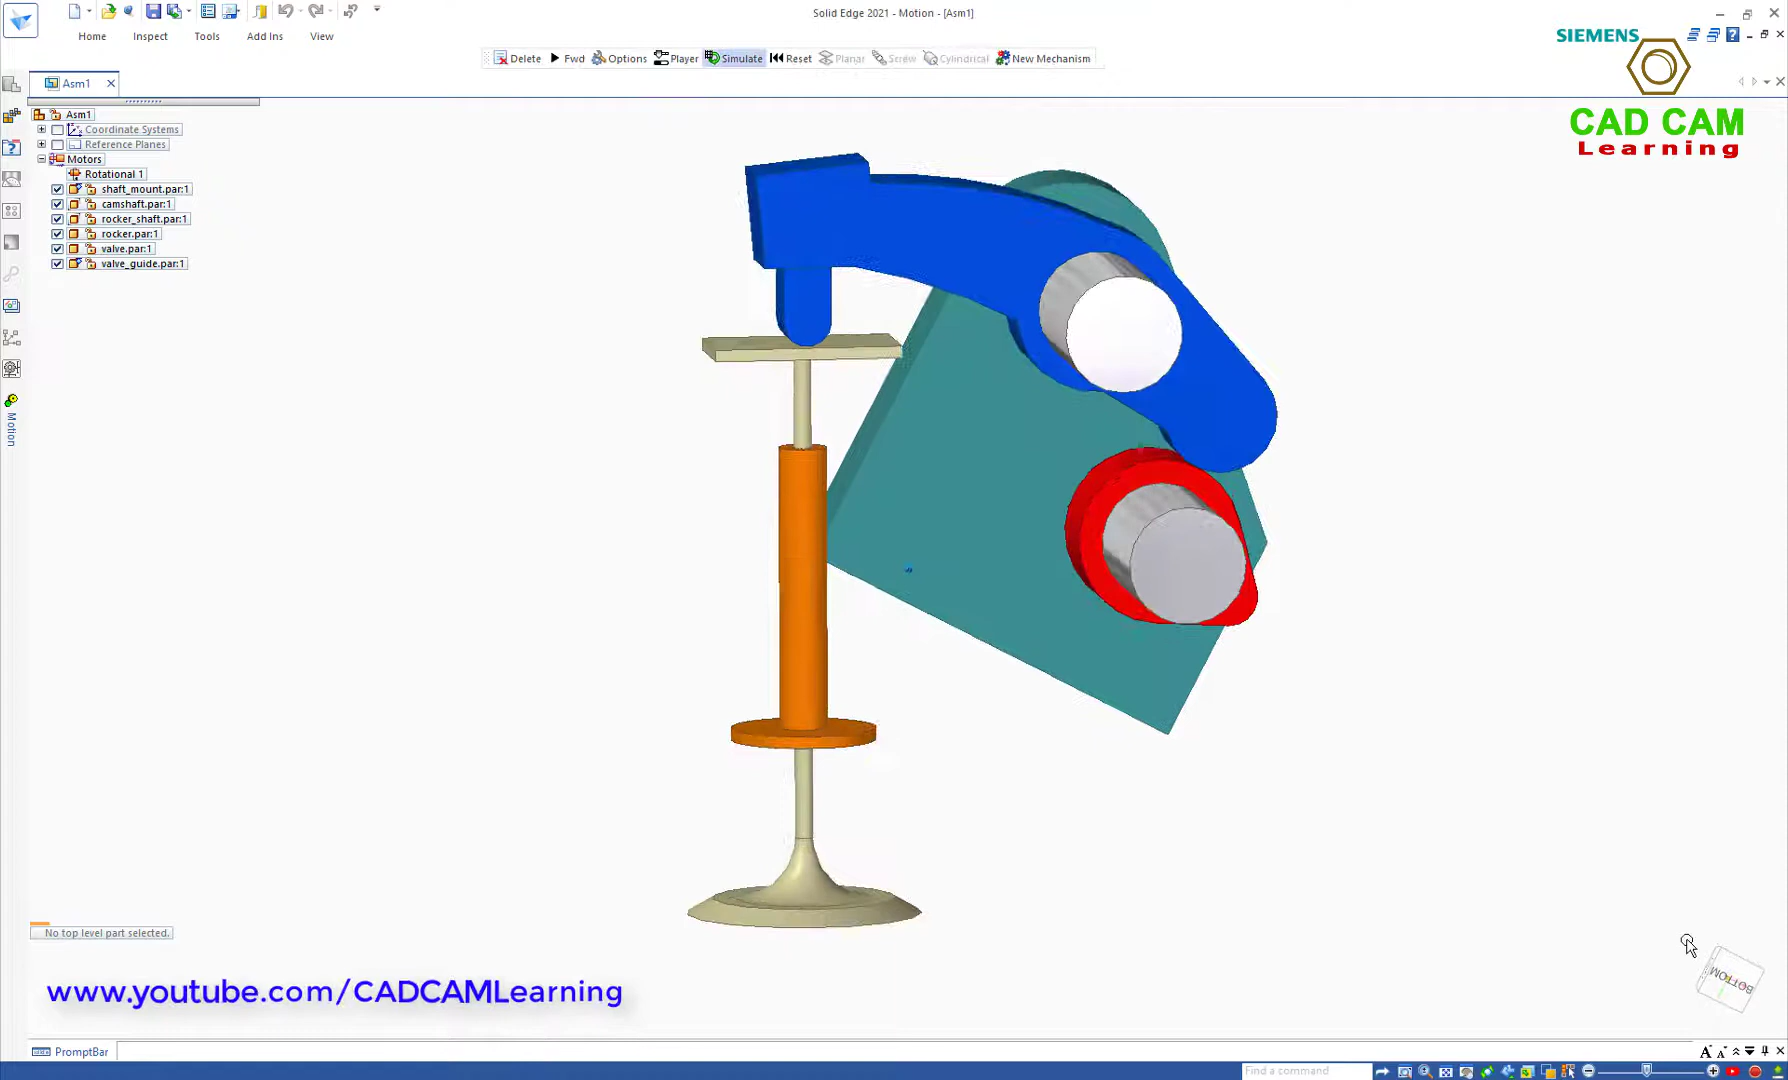 Solid Edge 2021 - Motion - [Asm1]
Home Inspect Tools Add Ins View
SIEMENS
Delete Fwd Options Player Simulate Reset Planar Screw Cylindrical New Mechanism
Asm1
CAD CAM
Learning
Asm1
Coordinate Systems
Reference Planes
Motors
Rotational 1
shaft_mount.par:1
camshaft.par:1
rocker_shaft.par:1
rocker.par:1
valve.par:1
valve_guide.par:1
Motion
No top level part selected.
BOTTOM
www.youtube.com/CADCAMLearning
PromptBar
Find a command